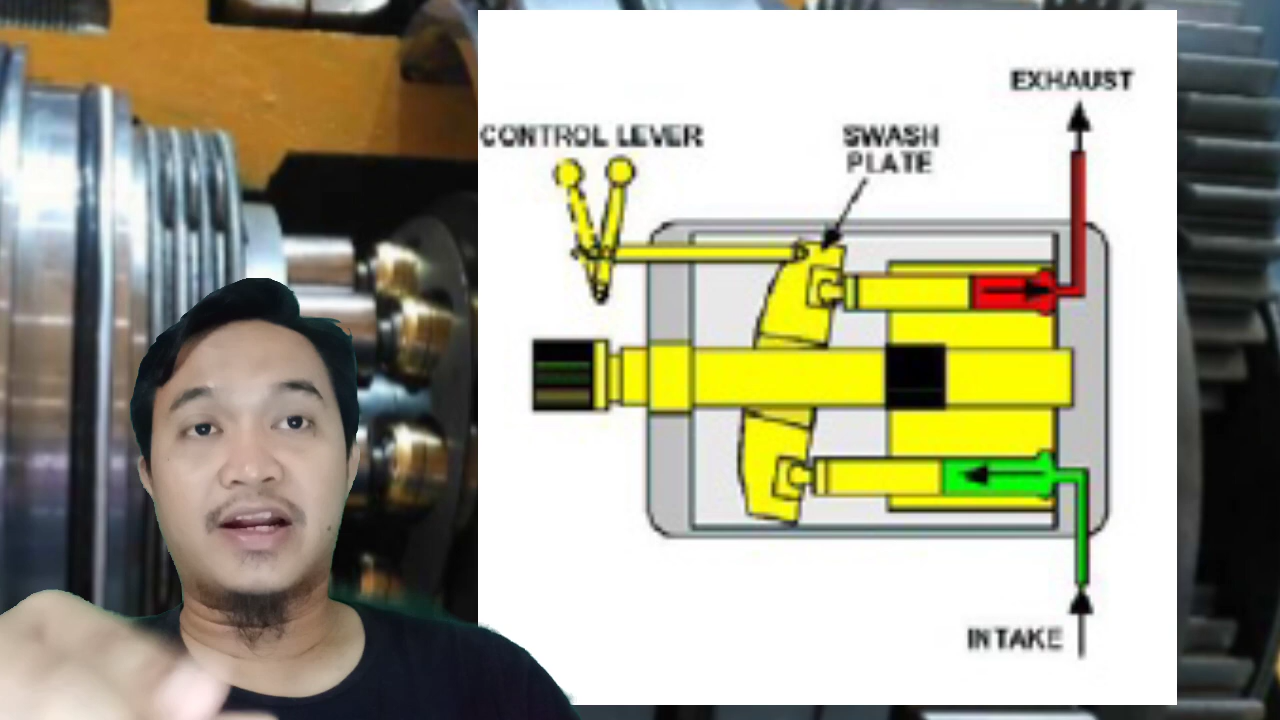 EXHAUST
CONTROL LEVER
SWASH
PLATE
INTAKE